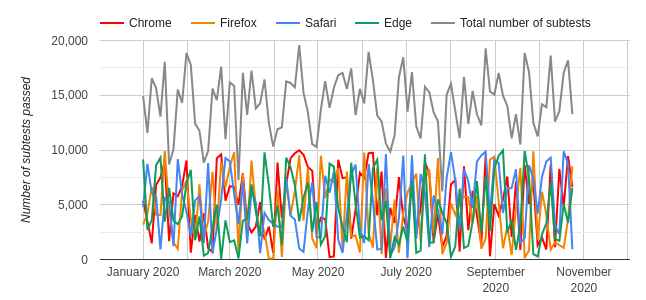 Chrome Firefox Safari Edge Total number of subtests
Number of subtests passed
20,000
15,000
10,000
5,000
0
January 2020 March 2020 May 2020 July 2020 September 2020 November 2020